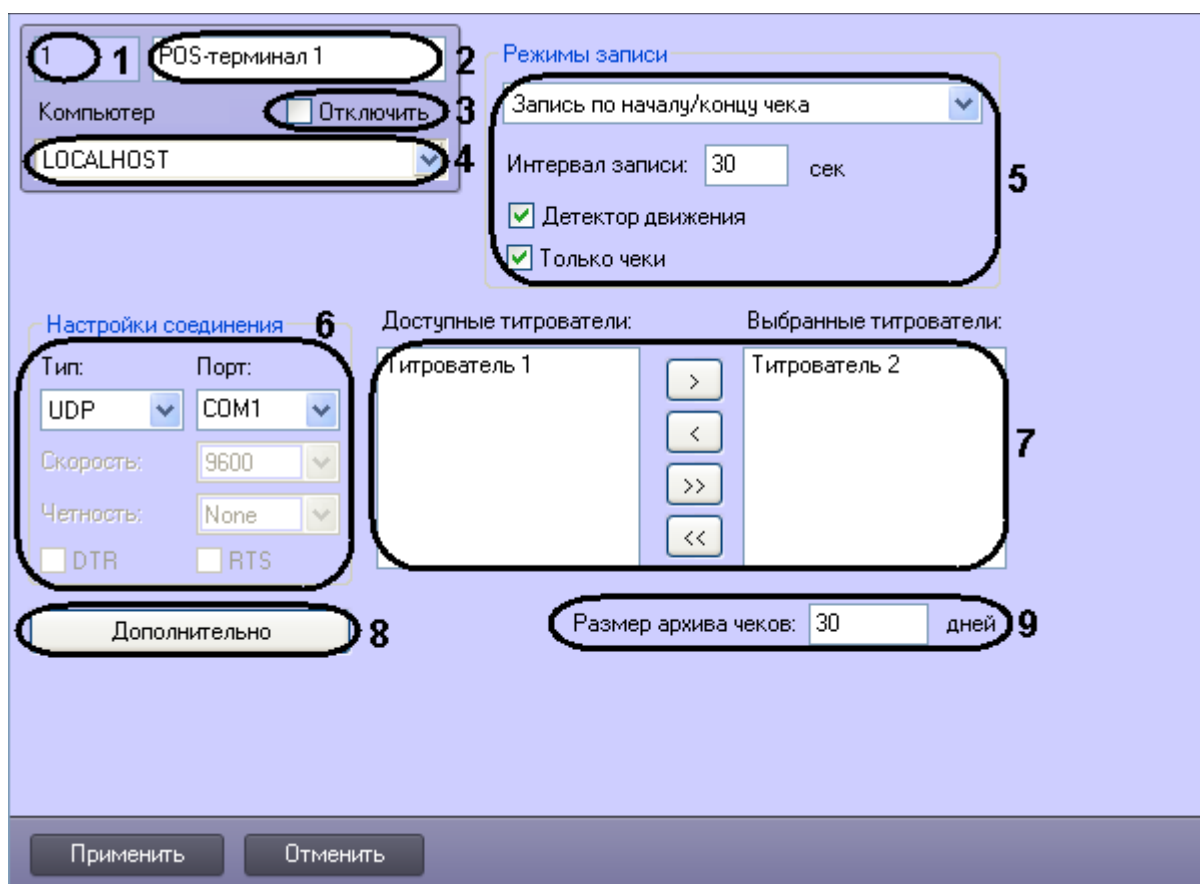 1 1 POS-терминал 1 2
Компьютер Отключить 3
LOCALHOST 4
Режимы записи
Запись по началу/концу чека
Интервал записи: 30 сек
5
Детектор движения
Только чеки
Настройки соединения 6
Тип: Порт:
UDP COM1
Скорость: 9600
Четность: None
DTR RTS
Доступные титрователи: Выбранные титрователи:
Титрователь 1 > Титрователь 2
<
7
>>
<<
Дополнительно 8
Размер архива чеков: 30 дней 9
Применить Отменить